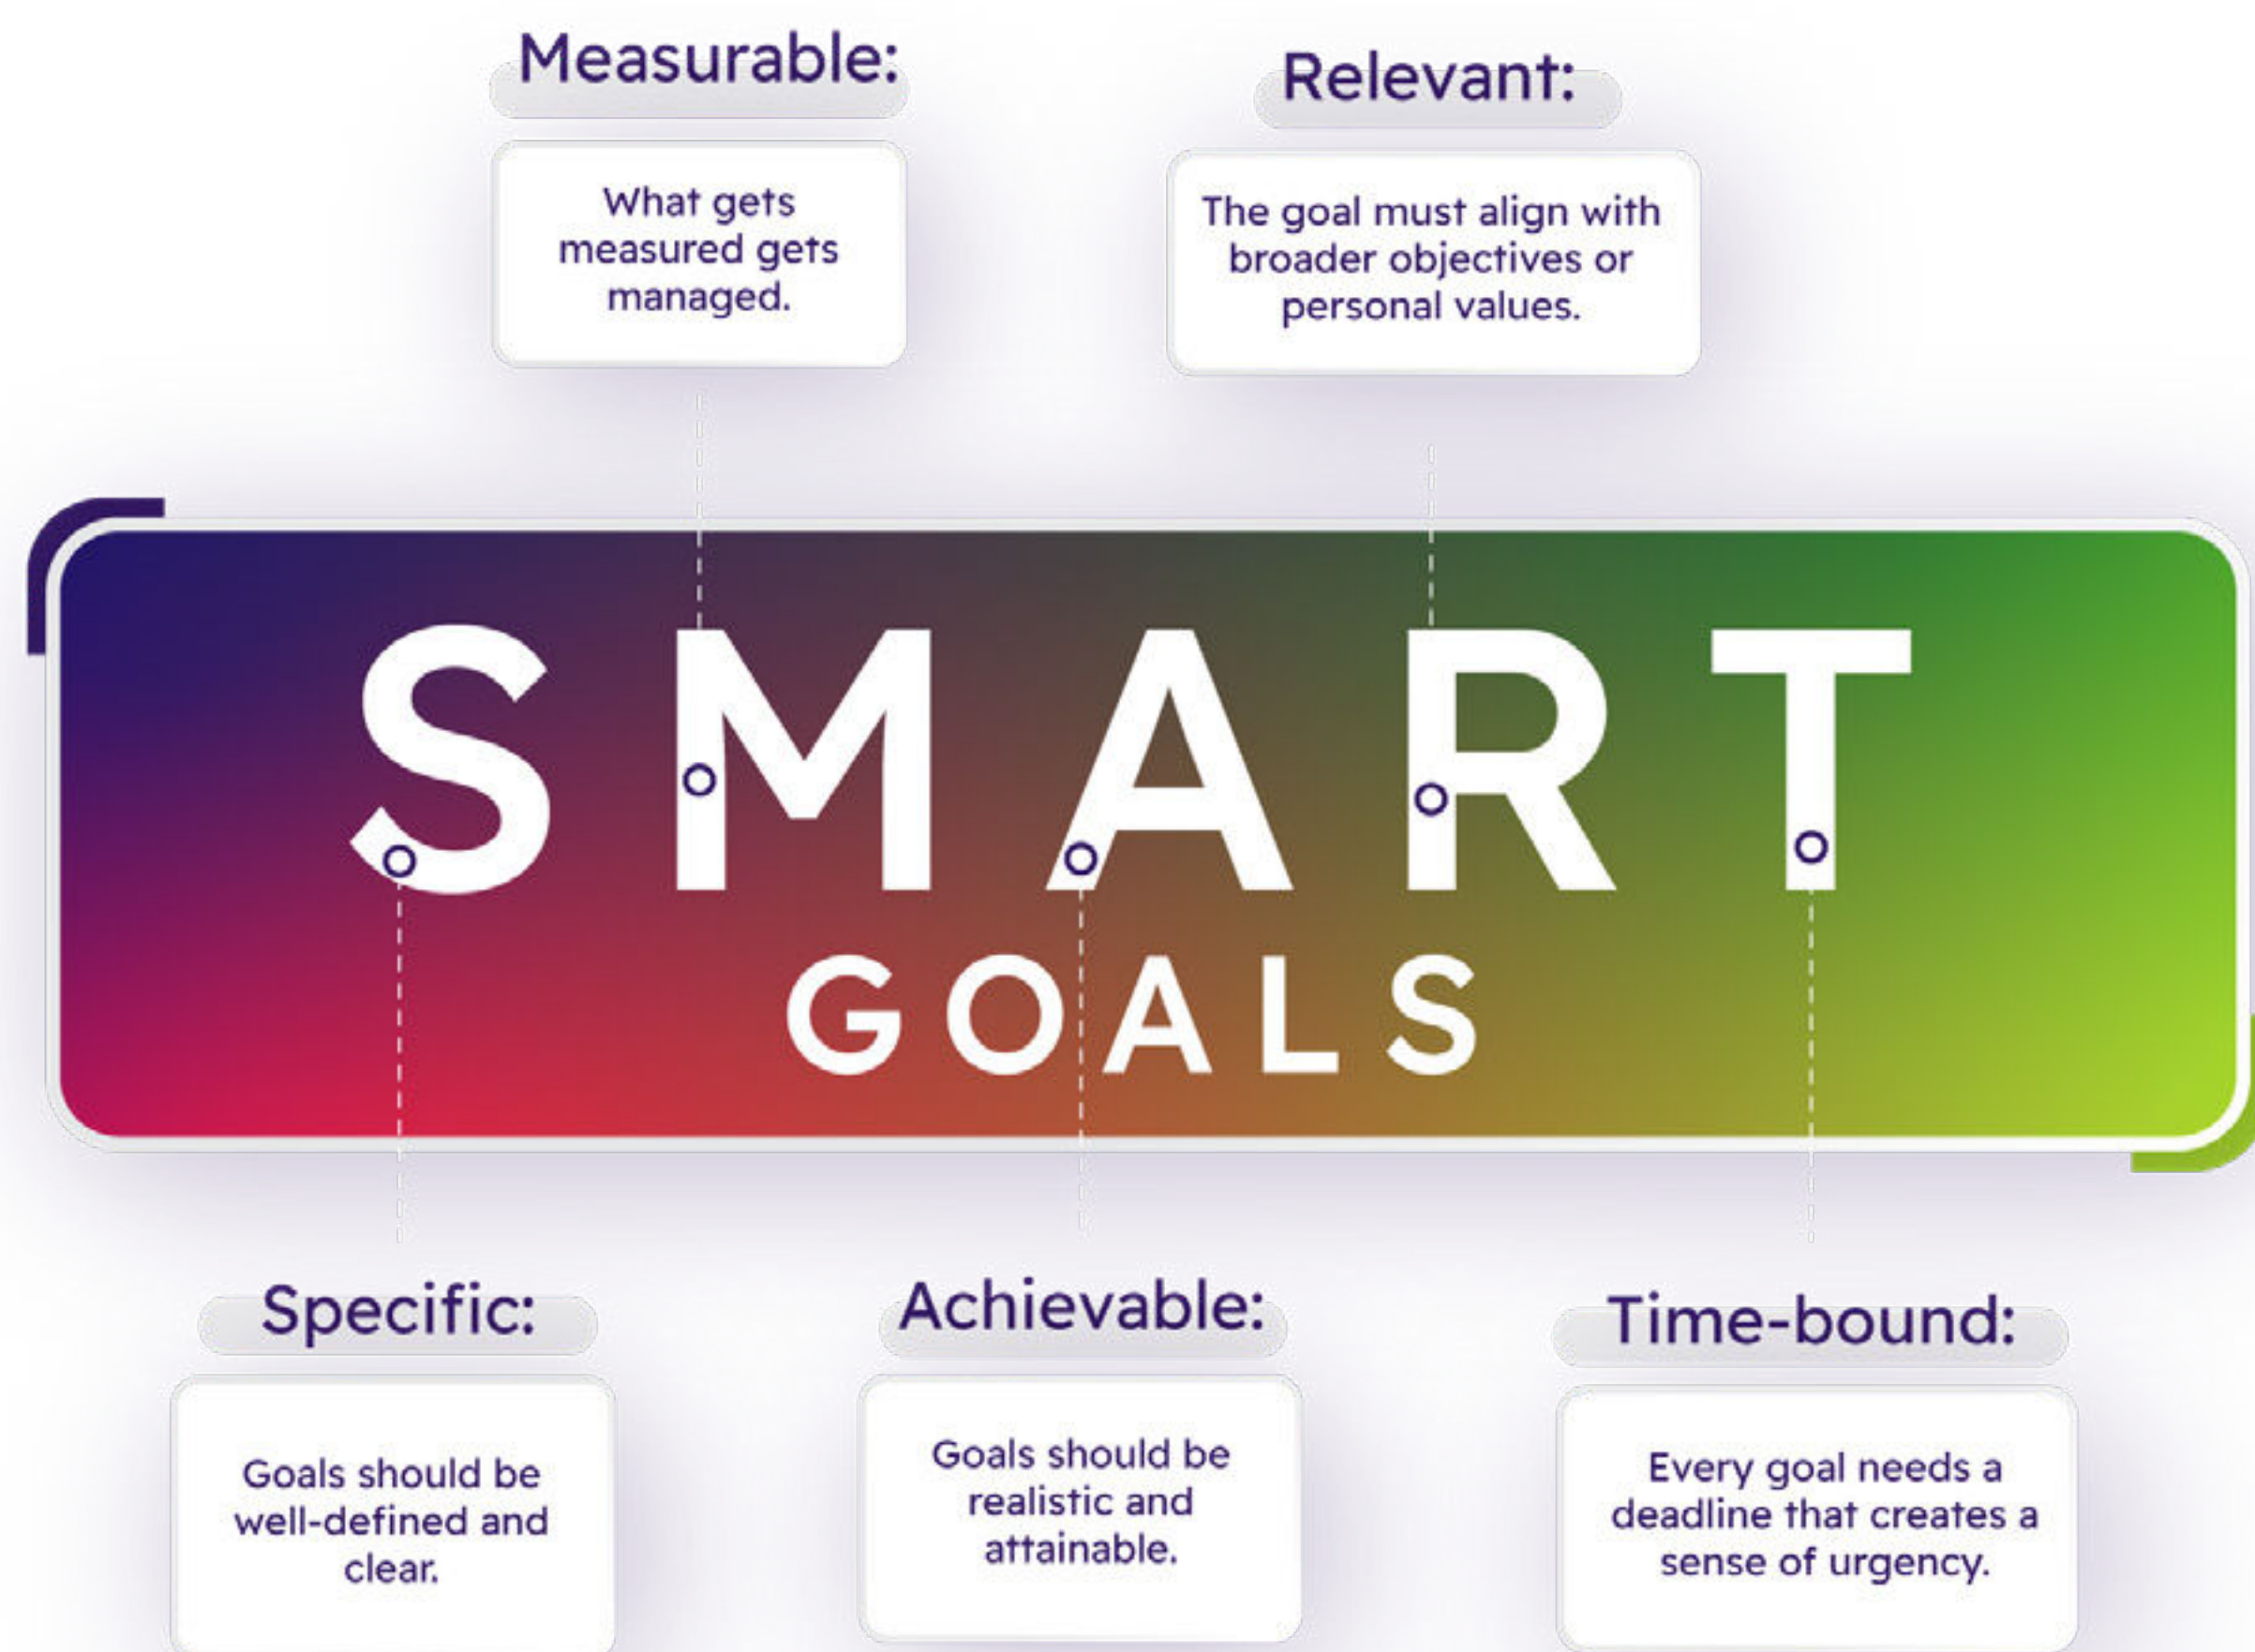 Measurable:
What gets
measured gets
managed.
Relevant:
The goal must align with
broader objectives or
personal values.
SMART
GOALS
Specific:
Goals should be
well-defined and
clear.
Achievable:
Goals should be
realistic and
attainable.
Time-bound:
Every goal needs a
deadline that creates a
sense of urgency.